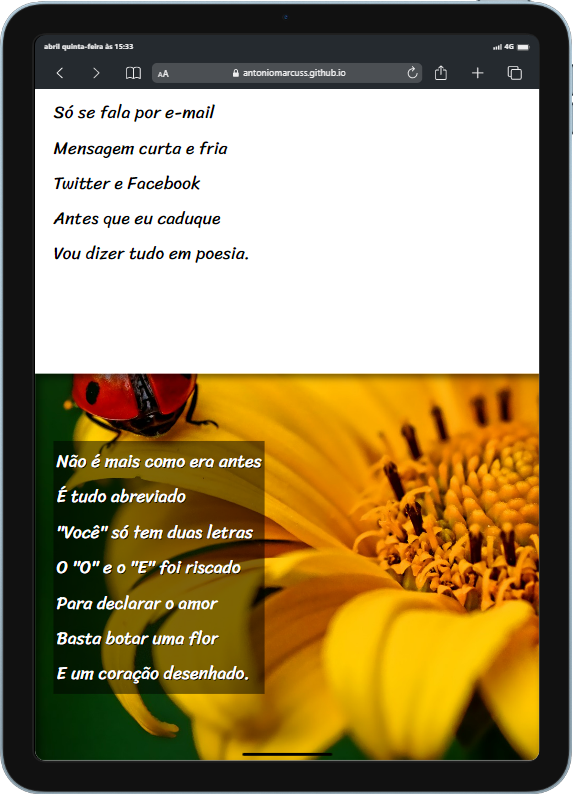 abril quinta-feira às 15:33
4G
AA
antoniomarcuss.github.io
Só se fala por e-mail
Mensagem curta e fria
Twitter e Facebook
Antes que eu caduque
Vou dizer tudo em poesia.
Não é mais como era antes
É tudo abreviado
"Você" só tem duas letras
O "O" e o "E" foi riscado
Para declarar o amor
Basta botar uma flor
E um coração desenhado.